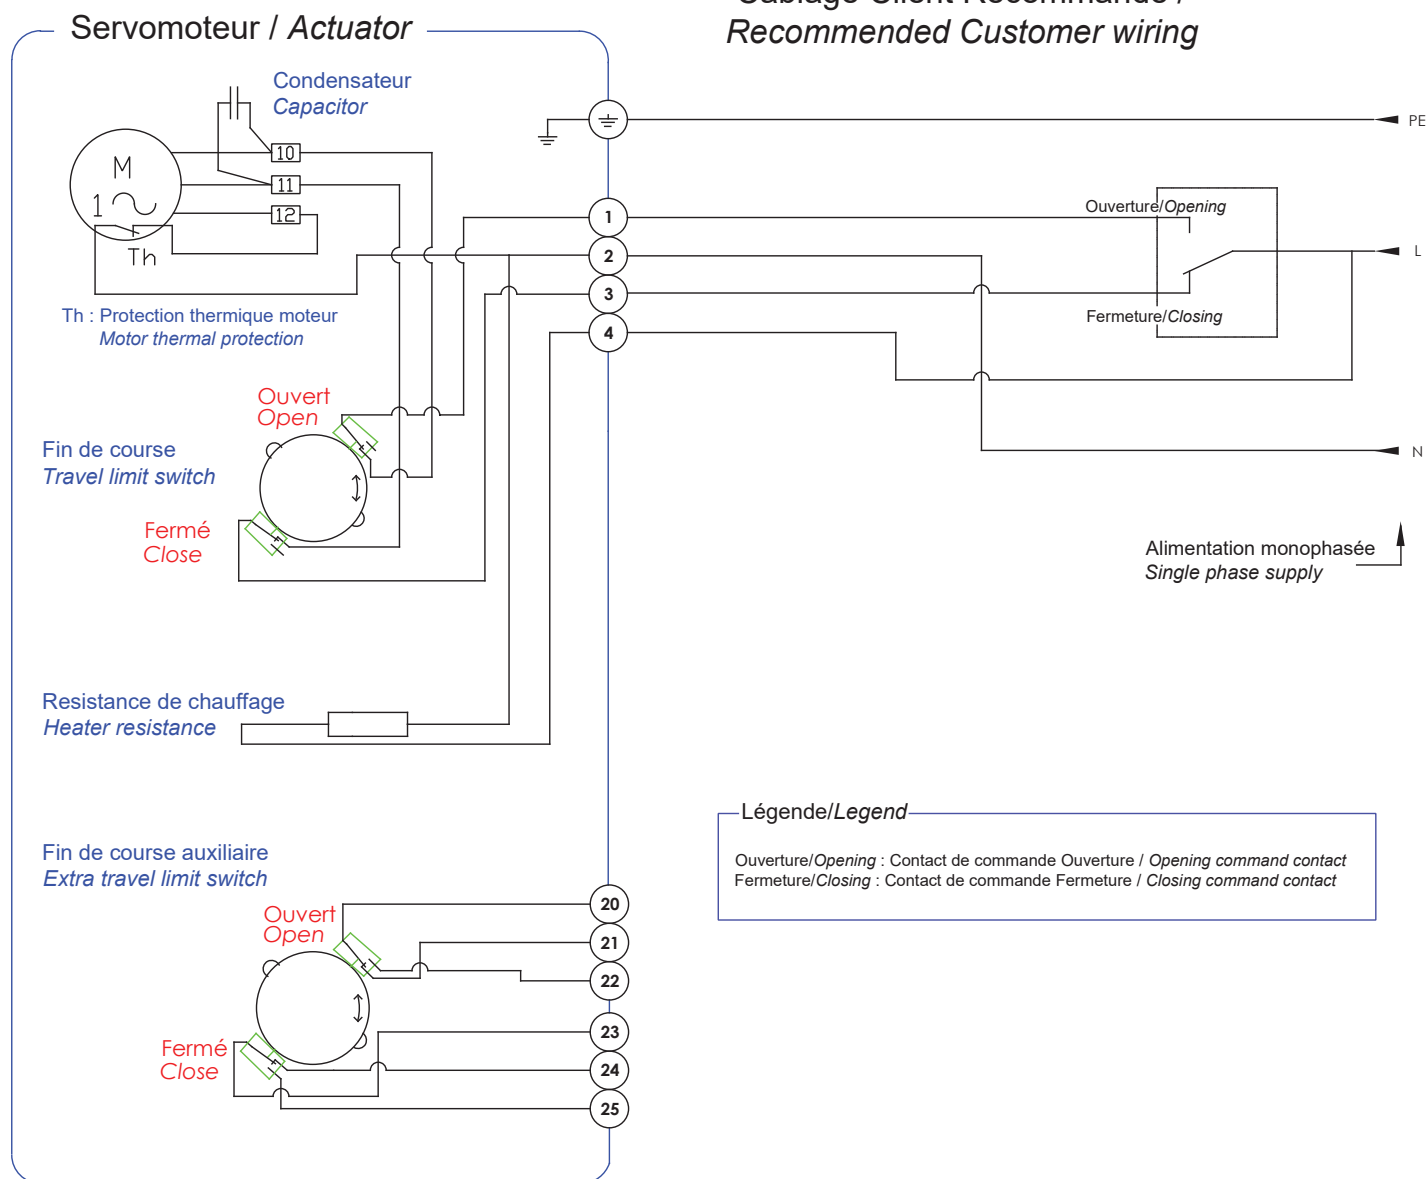 Câblage Client Recommandé /
Recommended Customer wiring
Servomoteur / Actuator
Condensateur
Capacitor
PE
10
M
11
1
12
Th
Ouverture/Opening
1
2
L
3
Th : Protection thermique moteur
Motor thermal protection
Fermeture/Closing
4
Ouvert
Open
Fin de course
Travel limit switch
N
Fermé
Close
Alimentation monophasée
Single phase supply
Resistance de chauffage
Heater resistance
Légende/Legend
Ouverture/Opening : Contact de commande Ouverture / Opening command contact
Fermeture/Closing : Contact de commande Fermeture / Closing command contact
Fin de course auxiliaire
Extra travel limit switch
Ouvert
Open
20
21
22
23
Fermé
Close
24
25